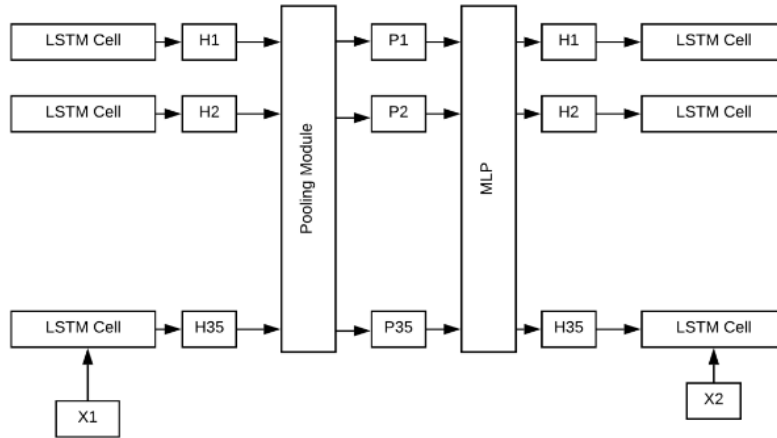 LSTM Cell
H1
P1
H1
LSTM Cell
LSTM Cell
H2
P2
H2
LSTM Cell
Pooling Module
MLP
LSTM Cell
H35
P35
H35
LSTM Cell
X1
X2